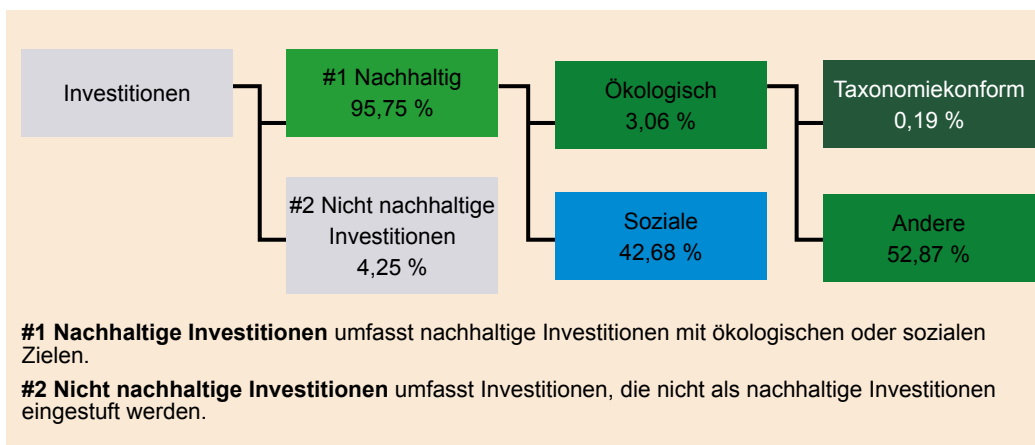 Investitionen
#1 Nachhaltig
95,75 %
Ökologisch
3,06 %
Taxonomiekonform
0,19 %
#2 Nicht nachhaltige
Investitionen
4,25 %
Soziale
42,68 %
Andere
52,87 %
#1 Nachhaltige Investitionen umfasst nachhaltige Investitionen mit ökologischen oder sozialen
Zielen.
#2 Nicht nachhaltige Investitionen umfasst Investitionen, die nicht als nachhaltige Investitionen
eingestuft werden.